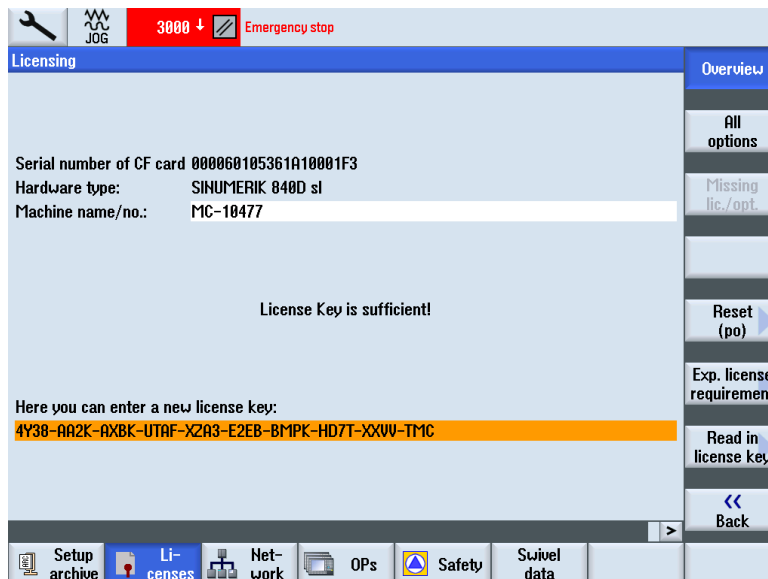 JOG
3000 ↓ Emergency stop
Licensing
Overview
All
options
Serial number of CF card 000060105361A10001F3
Hardware type: SINUMERIK 840D sl
Missing
lic./opt.
Machine name/no.: MC-10477
License Key is sufficient!
Reset
(po)
Exp. license
requiremen
Here you can enter a new license key:
4Y38-AA2K-AXBK-UTAF-XZA3-E2EB-BMPK-HD7T-XXVV-TMC
Read in
license key
<<
Back
>
Setup
archive
Li-
censes
Net-
work
OPs
Safety
Swivel
data